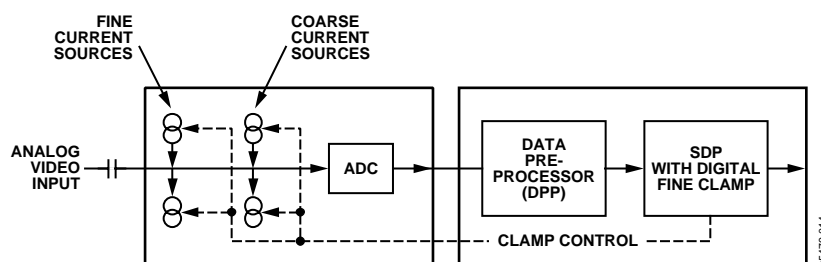 FINE
CURRENT
SOURCES
COARSE
CURRENT
SOURCES
ANALOG
VIDEO
INPUT
ADC
DATA
PRE-
PROCESSOR
(DPP)
SDP
WITH DIGITAL
FINE CLAMP
CLAMP CONTROL